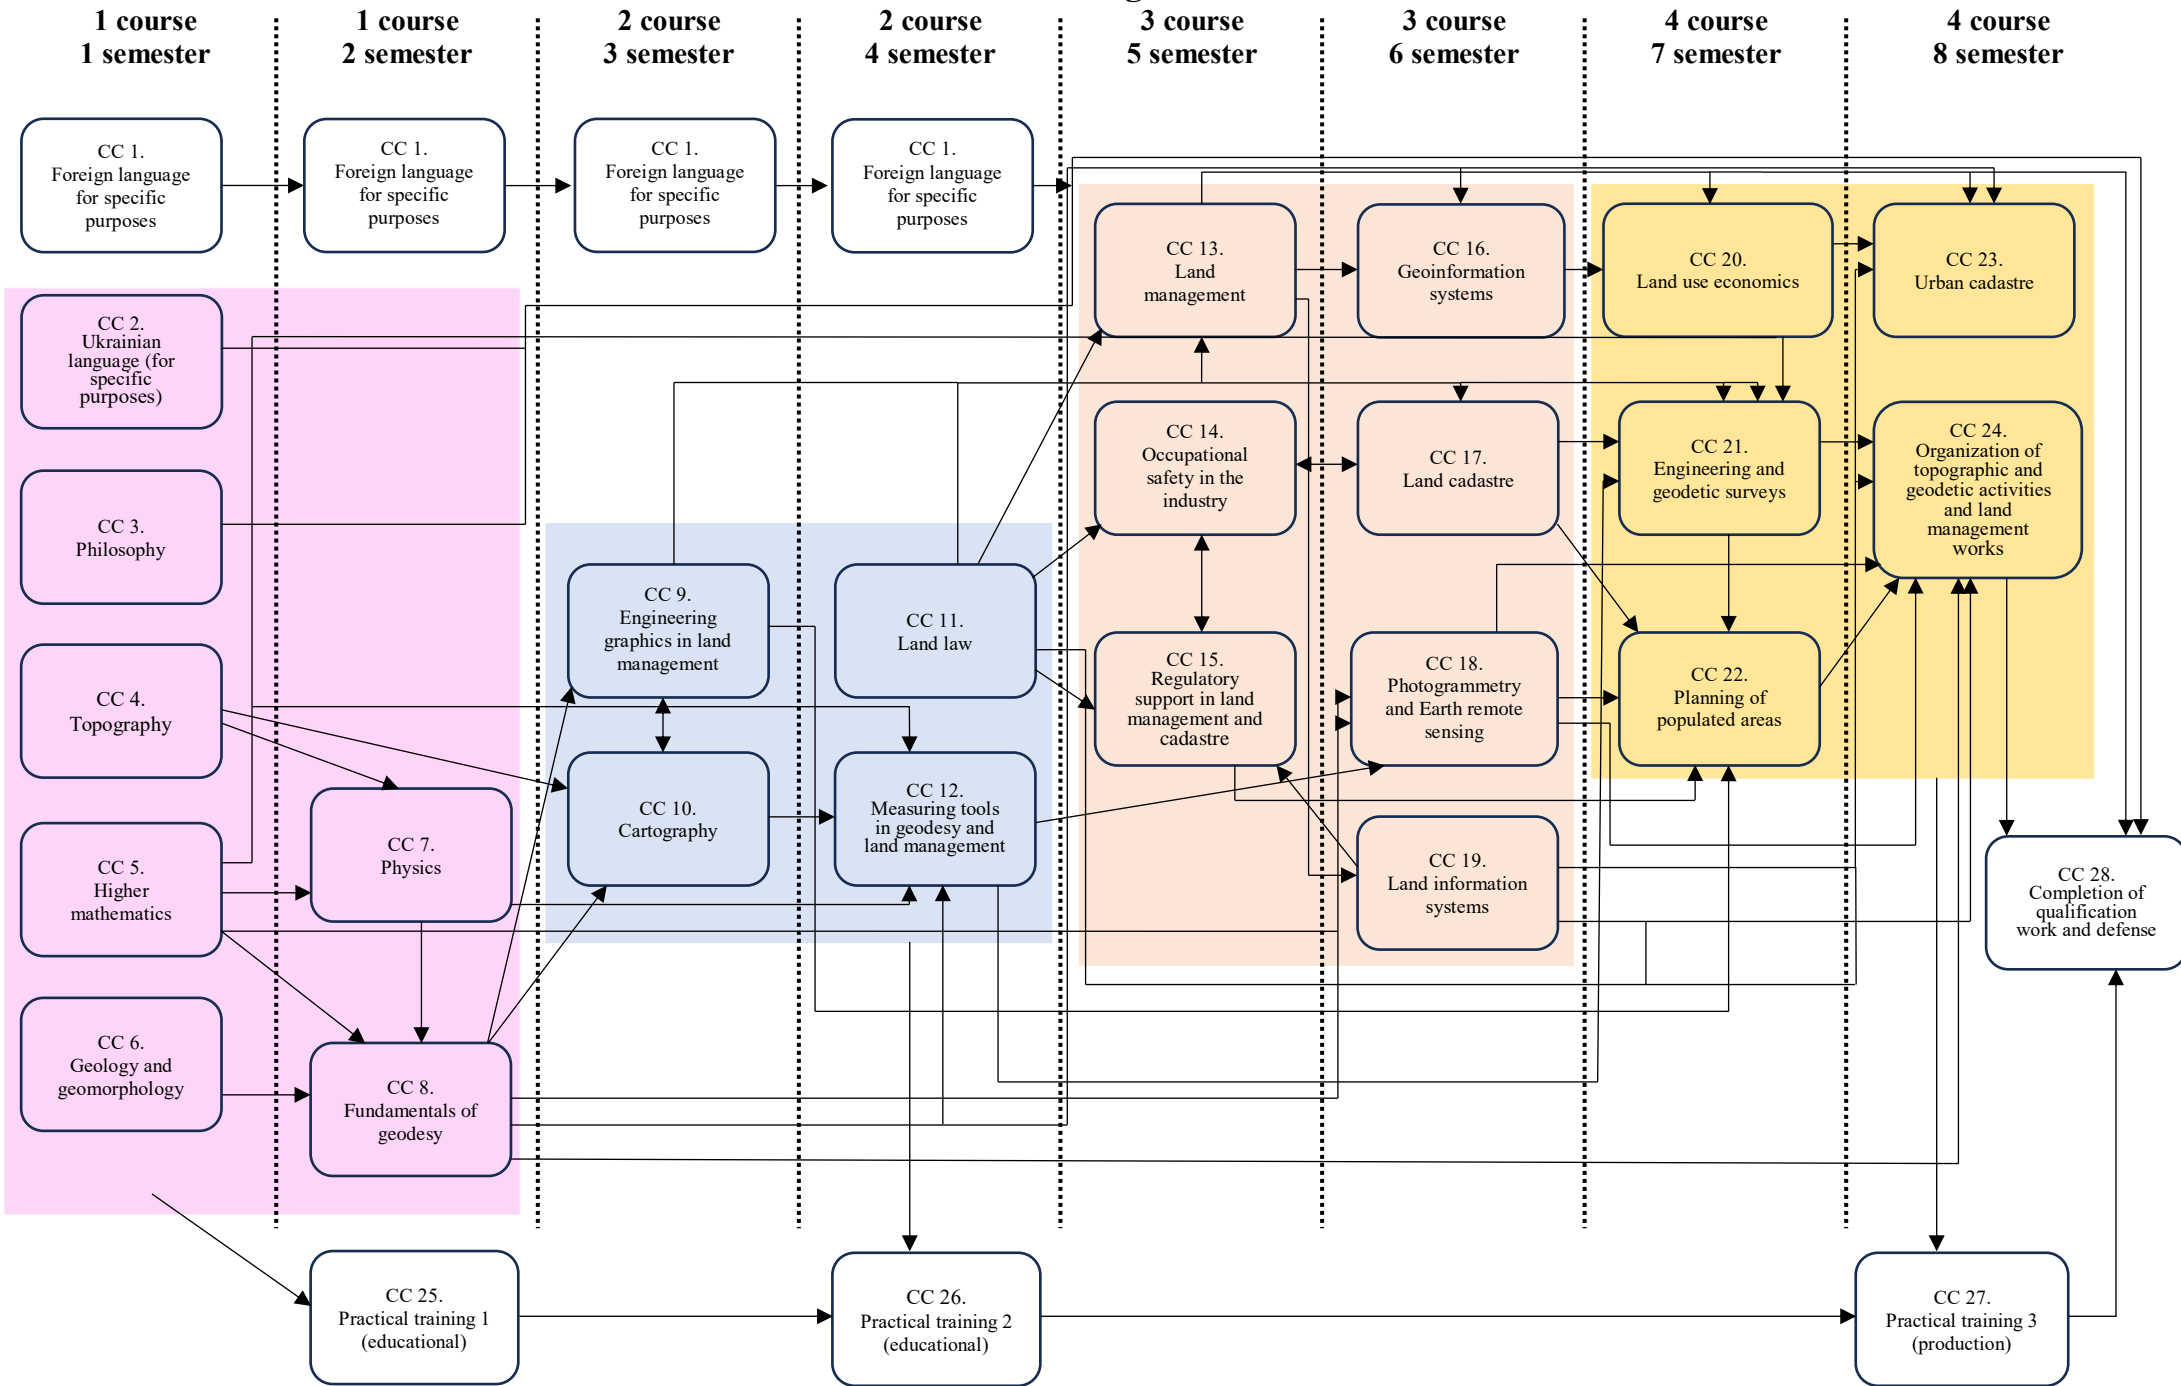 1 course
1 semester
1 course
2 semester
2 course
3 semester
2 course
4 semester
3 course
5 semester
3 course
6 semester
4 course
7 semester
4 course
8 semester
CC 1.
Foreign language
for specific
purposes
CC 1.
Foreign language
for specific
purposes
CC 1.
Foreign language
for specific
purposes
CC 1.
Foreign language
for specific
purposes
CC 2.
Ukrainian
language (for
specific
purposes)
CC 3.
Philosophy
CC 4.
Topography
CC 5.
Higher
mathematics
CC 6.
Geology and
geomorphology
CC 7.
Physics
CC 8.
Fundamentals of
geodesy
CC 9.
Engineering
graphics in land
management
CC 10.
Cartography
CC 11.
Land law
CC 12.
Measuring tools
in geodesy and
land management
CC 13.
Land
management
CC 14.
Occupational
safety in the
industry
CC 15.
Regulatory
support in land
management and
cadastre
CC 16.
Geoinformation
systems
CC 17.
Land cadastre
CC 18.
Photogrammetry
and Earth remote
sensing
CC 19.
Land information
systems
CC 20.
Land use economics
CC 21.
Engineering and
geodetic surveys
CC 22.
Planning of
populated areas
CC 23.
Urban cadastre
CC 24.
Organization of
topographic and
geodetic activities
and land
management
works
CC 28.
Completion of
qualification
work and defense
CC 25.
Practical training 1
(educational)
CC 26.
Practical training 2
(educational)
CC 27.
Practical training 3
(production)